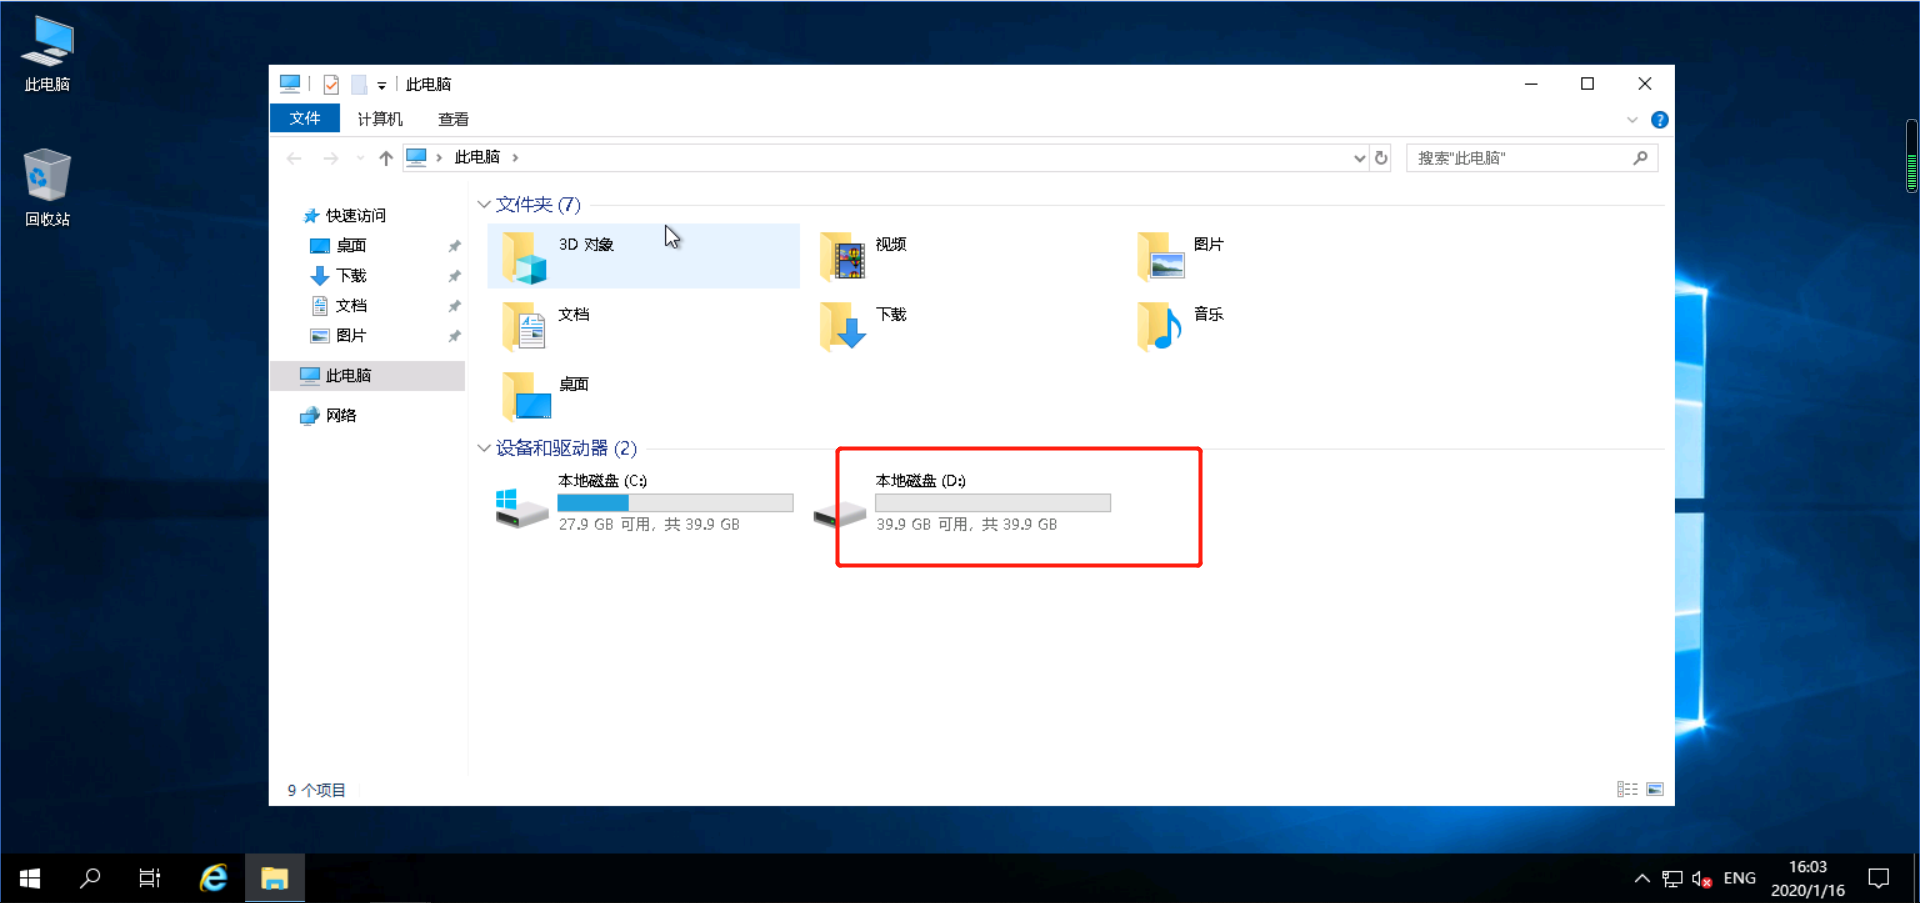 此电脑
回收站
此电脑
文件 计算机 查看
此电脑
搜索"此电脑"
快速访问
桌面
下载
文档
图片
此电脑
网络
文件夹 (7)
3D 对象
视频
图片
文档
下载
音乐
桌面
设备和驱动器 (2)
本地磁盘 (C:)
27.9 GB 可用, 共 39.9 GB
本地磁盘 (D:)
39.9 GB 可用, 共 39.9 GB
9 个项目
ENG
16:03
2020/1/16